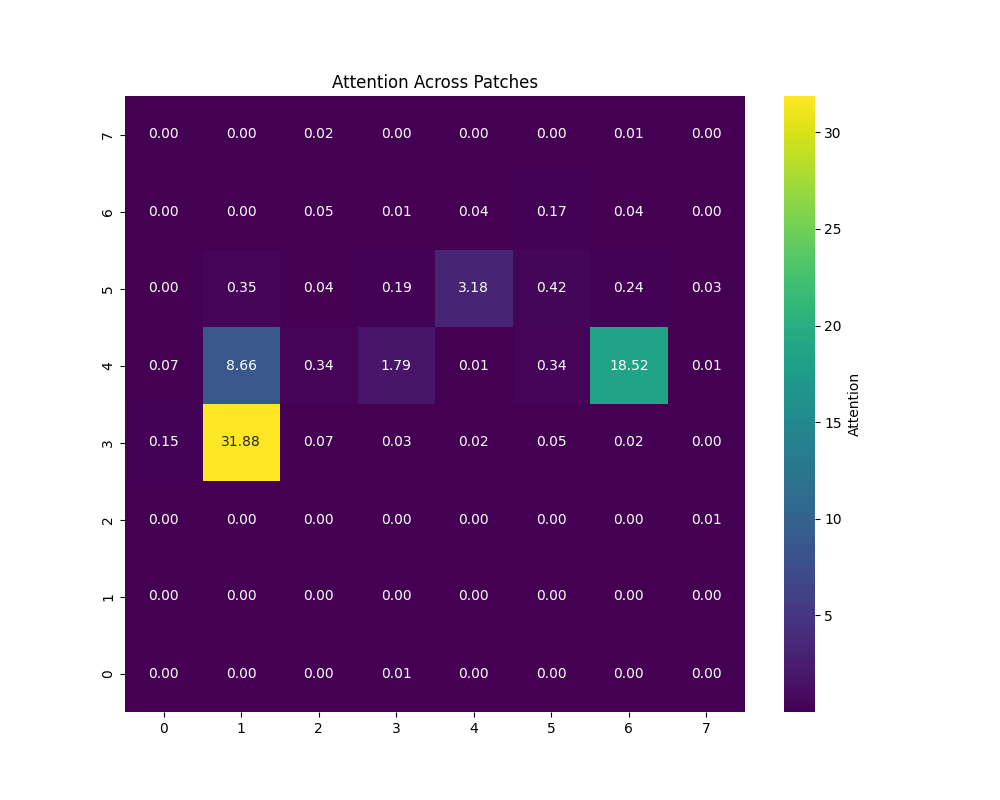 Attention Across Patches
7 0.00 0.00 0.02 0.00 0.00 0.00 0.01 0.00
6 0.00 0.00 0.05 0.01 0.04 0.17 0.04 0.00
5 0.00 0.35 0.04 0.19 3.18 0.42 0.24 0.03
4 0.07 8.66 0.34 1.79 0.01 0.34 18.52 0.01
3 0.15 31.88 0.07 0.03 0.02 0.05 0.02 0.00
2 0.00 0.00 0.00 0.00 0.00 0.00 0.00 0.01
1 0.00 0.00 0.00 0.00 0.00 0.00 0.00 0.00
0 0.00 0.00 0.00 0.01 0.00 0.00 0.00 0.00
0 1 2 3 4 5 6 7
30
25
20
15
10
5
Attention